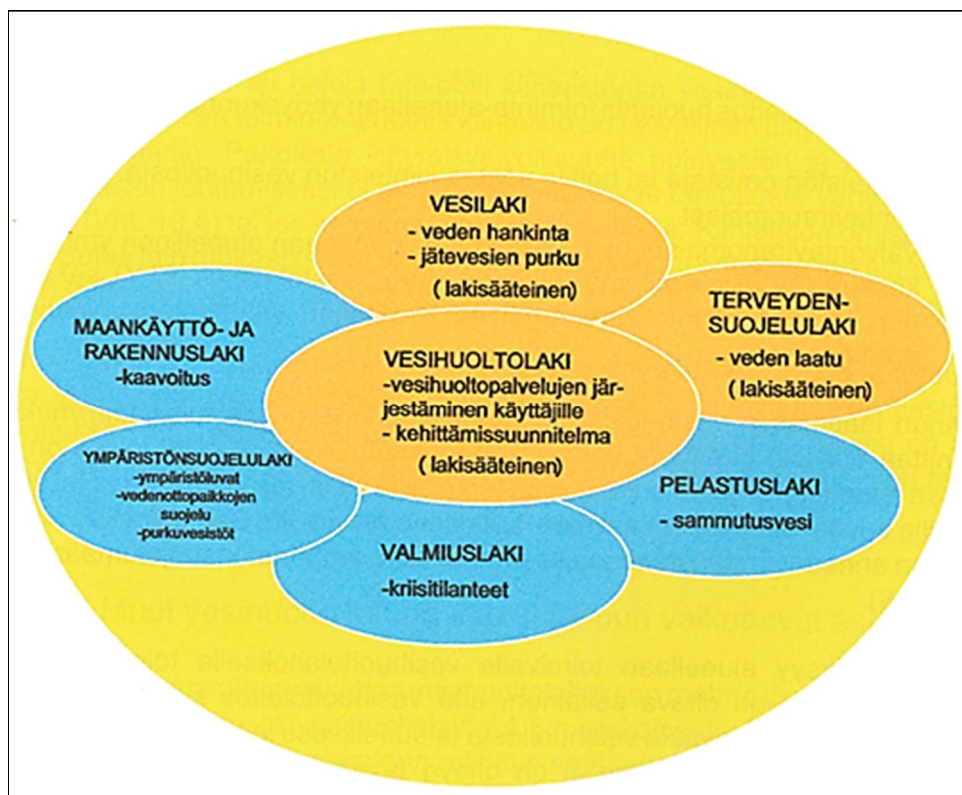 VESILAKI
- veden hankinta
- jätevesien purku
( lakisääteinen)
MAANKÄYTTÖ- JA
RAKENNUSLAKI
-kaavoitus
TERVEYDEN-
SUOJELULAKI
- veden laatu
( lakisääteinen)
VESIHUOLTOLAKI
-vesihuoltopalvelujen jär-
jestäminen käyttäjille
- kehittämissuunnitelma
( lakisääteinen)
YMPÄRISTÖNSUOJELULAKI
-ympäristöluvat
-vedenottopaikkojen
suojelu
-purkuvesistöt
PELASTUSLAKI
- sammutusvesi
VALMIUSLAKI
-kriisitilanteet